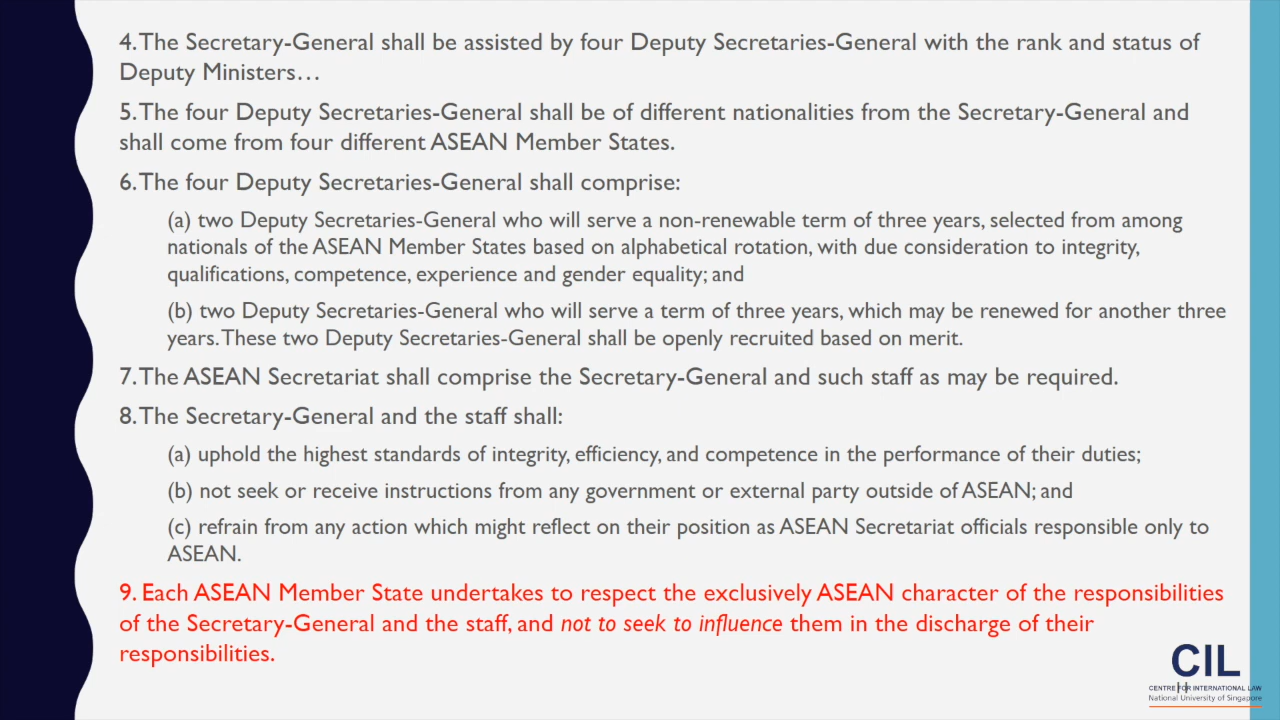 4. The Secretary-General shall be assisted by four Deputy Secretaries-General with the rank and status of
Deputy Ministers…
5. The four Deputy Secretaries-General shall be of different nationalities from the Secretary-General and
shall come from four different ASEAN Member States.
6. The four Deputy Secretaries-General shall comprise:
(a) two Deputy Secretaries-General who will serve a non-renewable term of three years, selected from among
nationals of the ASEAN Member States based on alphabetical rotation, with due consideration to integrity,
qualifications, competence, experience and gender equality; and
(b) two Deputy Secretaries-General who will serve a term of three years, which may be renewed for another three
years. These two Deputy Secretaries-General shall be openly recruited based on merit.
7. The ASEAN Secretariat shall comprise the Secretary-General and such staff as may be required.
8. The Secretary-General and the staff shall:
(a) uphold the highest standards of integrity, efficiency, and competence in the performance of their duties;
(b) not seek or receive instructions from any government or external party outside of ASEAN; and
(c) refrain from any action which might reflect on their position as ASEAN Secretariat officials responsible only to
ASEAN.
9. Each ASEAN Member State undertakes to respect the exclusively ASEAN character of the responsibilities
of the Secretary-General and the staff, and not to seek to influence them in the discharge of their
responsibilities.
CIL
CENTRE FOR INTERNATIONAL LAW
National University of Singapore